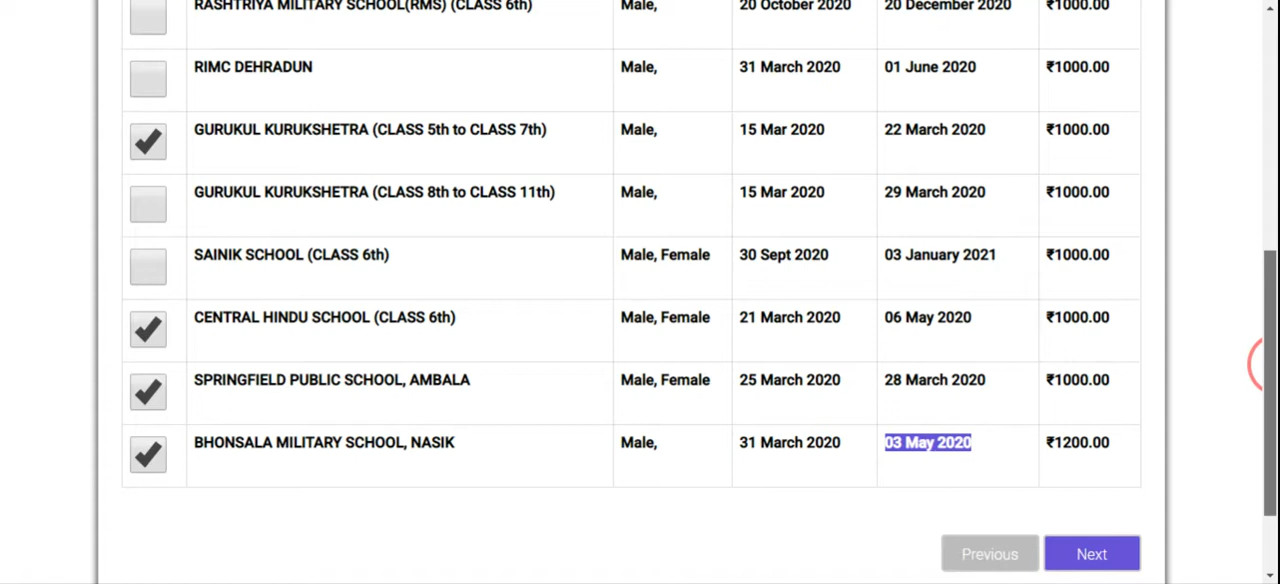 RASHTRIYA MILITARY SCHOOL(RMS) (CLASS 6th) Male, 20 October 2020 20 December 2020 ₹1000.00
RIMC DEHRADUN Male, 31 March 2020 01 June 2020 ₹1000.00
GURUKUL KURUKSHETRA (CLASS 5th to CLASS 7th) Male, 15 Mar 2020 22 March 2020 ₹1000.00
GURUKUL KURUKSHETRA (CLASS 8th to CLASS 11th) Male, 15 Mar 2020 29 March 2020 ₹1000.00
SAINIK SCHOOL (CLASS 6th) Male, Female 30 Sept 2020 03 January 2021 ₹1000.00
CENTRAL HINDU SCHOOL (CLASS 6th) Male, Female 21 March 2020 06 May 2020 ₹1000.00
SPRINGFIELD PUBLIC SCHOOL, AMBALA Male, Female 25 March 2020 28 March 2020 ₹1000.00
BHONSALA MILITARY SCHOOL, NASIK Male, 31 March 2020 03 May 2020 ₹1200.00
Previous Next